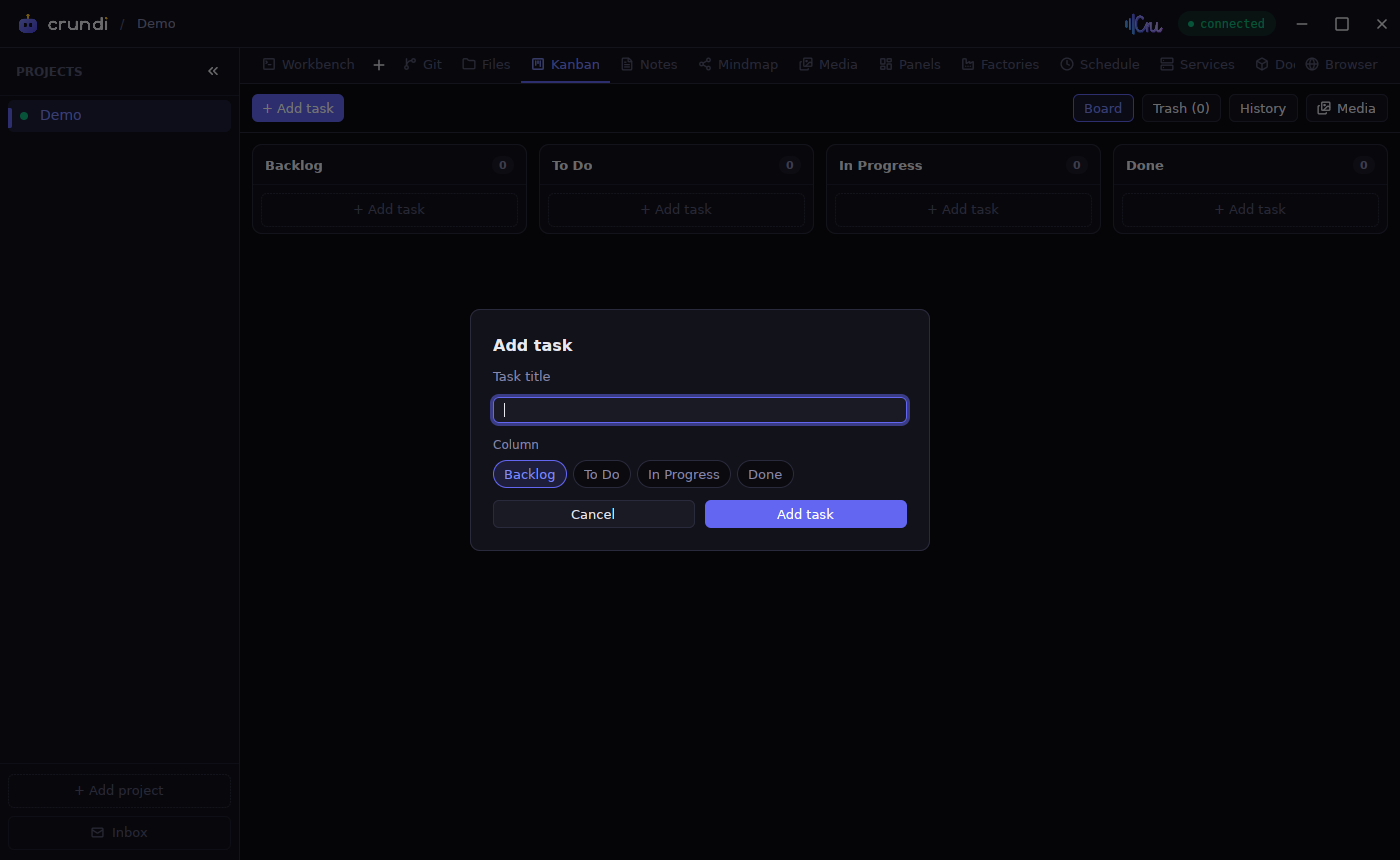 crundi / Demo
Cru
connected
PROJECTS
Workbench + Git Files Kanban Notes Mindmap Media Panels Factories Schedule Services Browser
Demo
+ Add task
Board Trash (0) History Media
Backlog 0
+ Add task
To Do 0
+ Add task
In Progress 0
+ Add task
Done 0
+ Add task
Add task
Task title
Column
Backlog To Do In Progress Done
Cancel Add task
+ Add project
Inbox